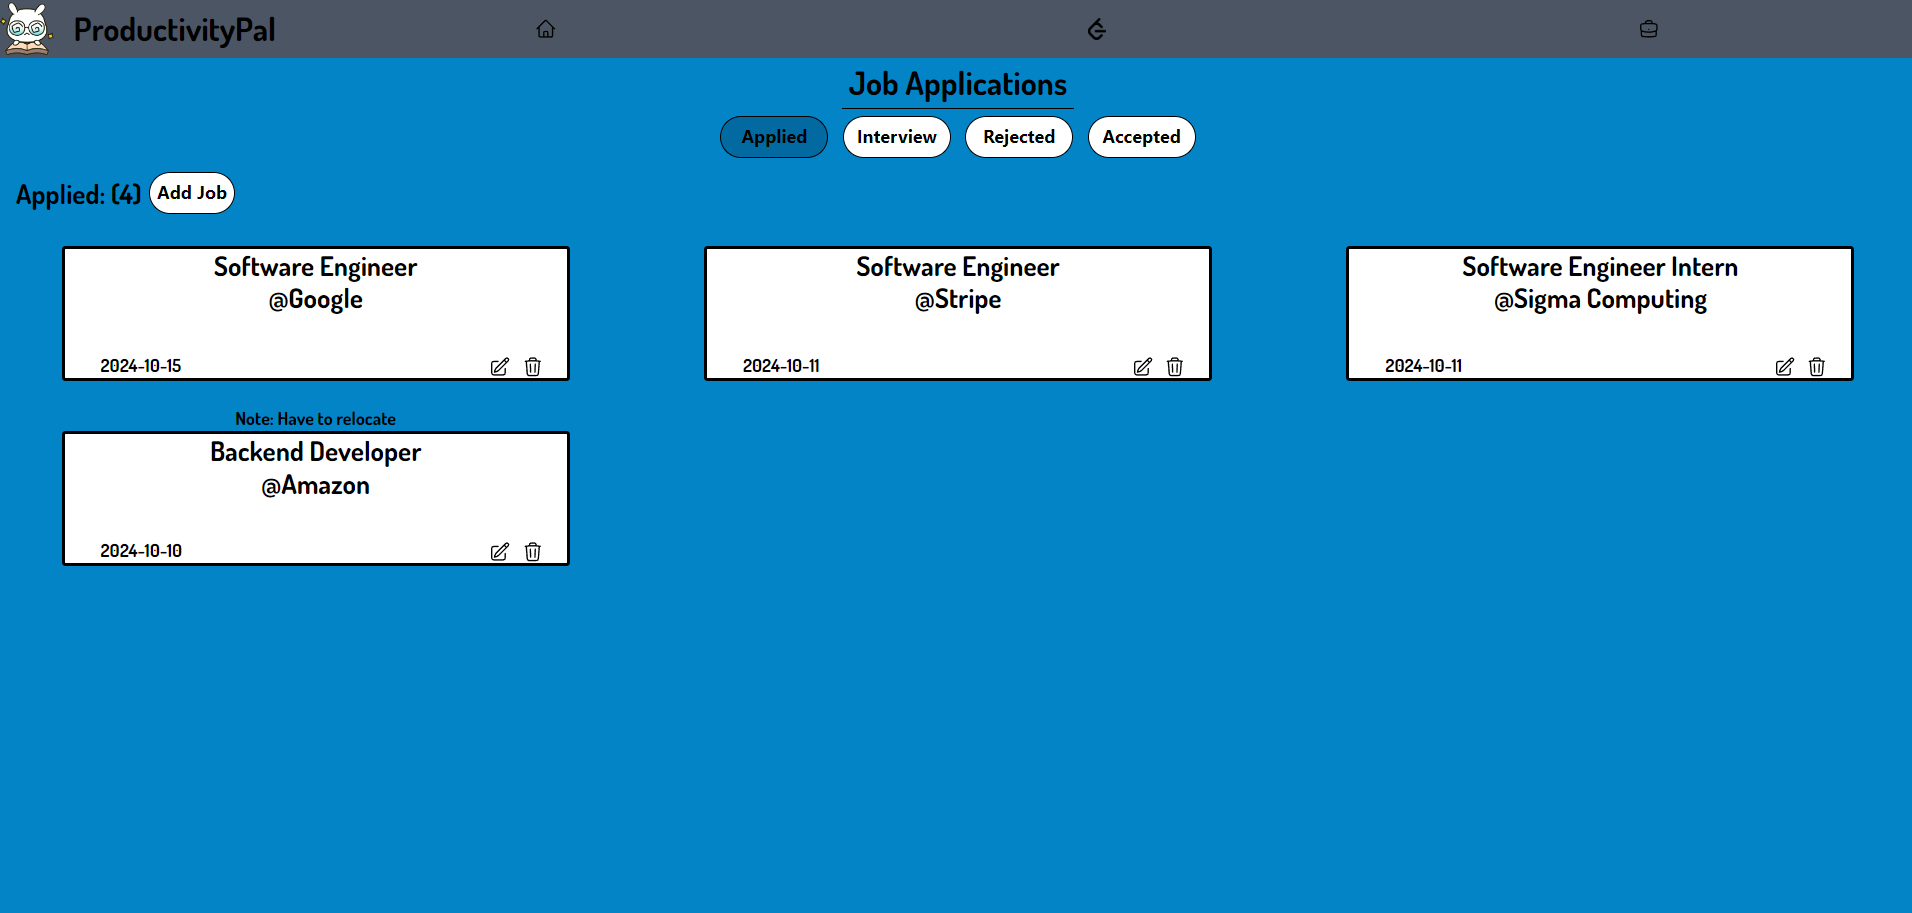 ProductivityPal
Job Applications
Applied
Interview
Rejected
Accepted
Applied: (4)
Add Job
Software Engineer
@Google
2024-10-15
Software Engineer
@Stripe
2024-10-11
Software Engineer Intern
@Sigma Computing
2024-10-11
Note: Have to relocate
Backend Developer
@Amazon
2024-10-10